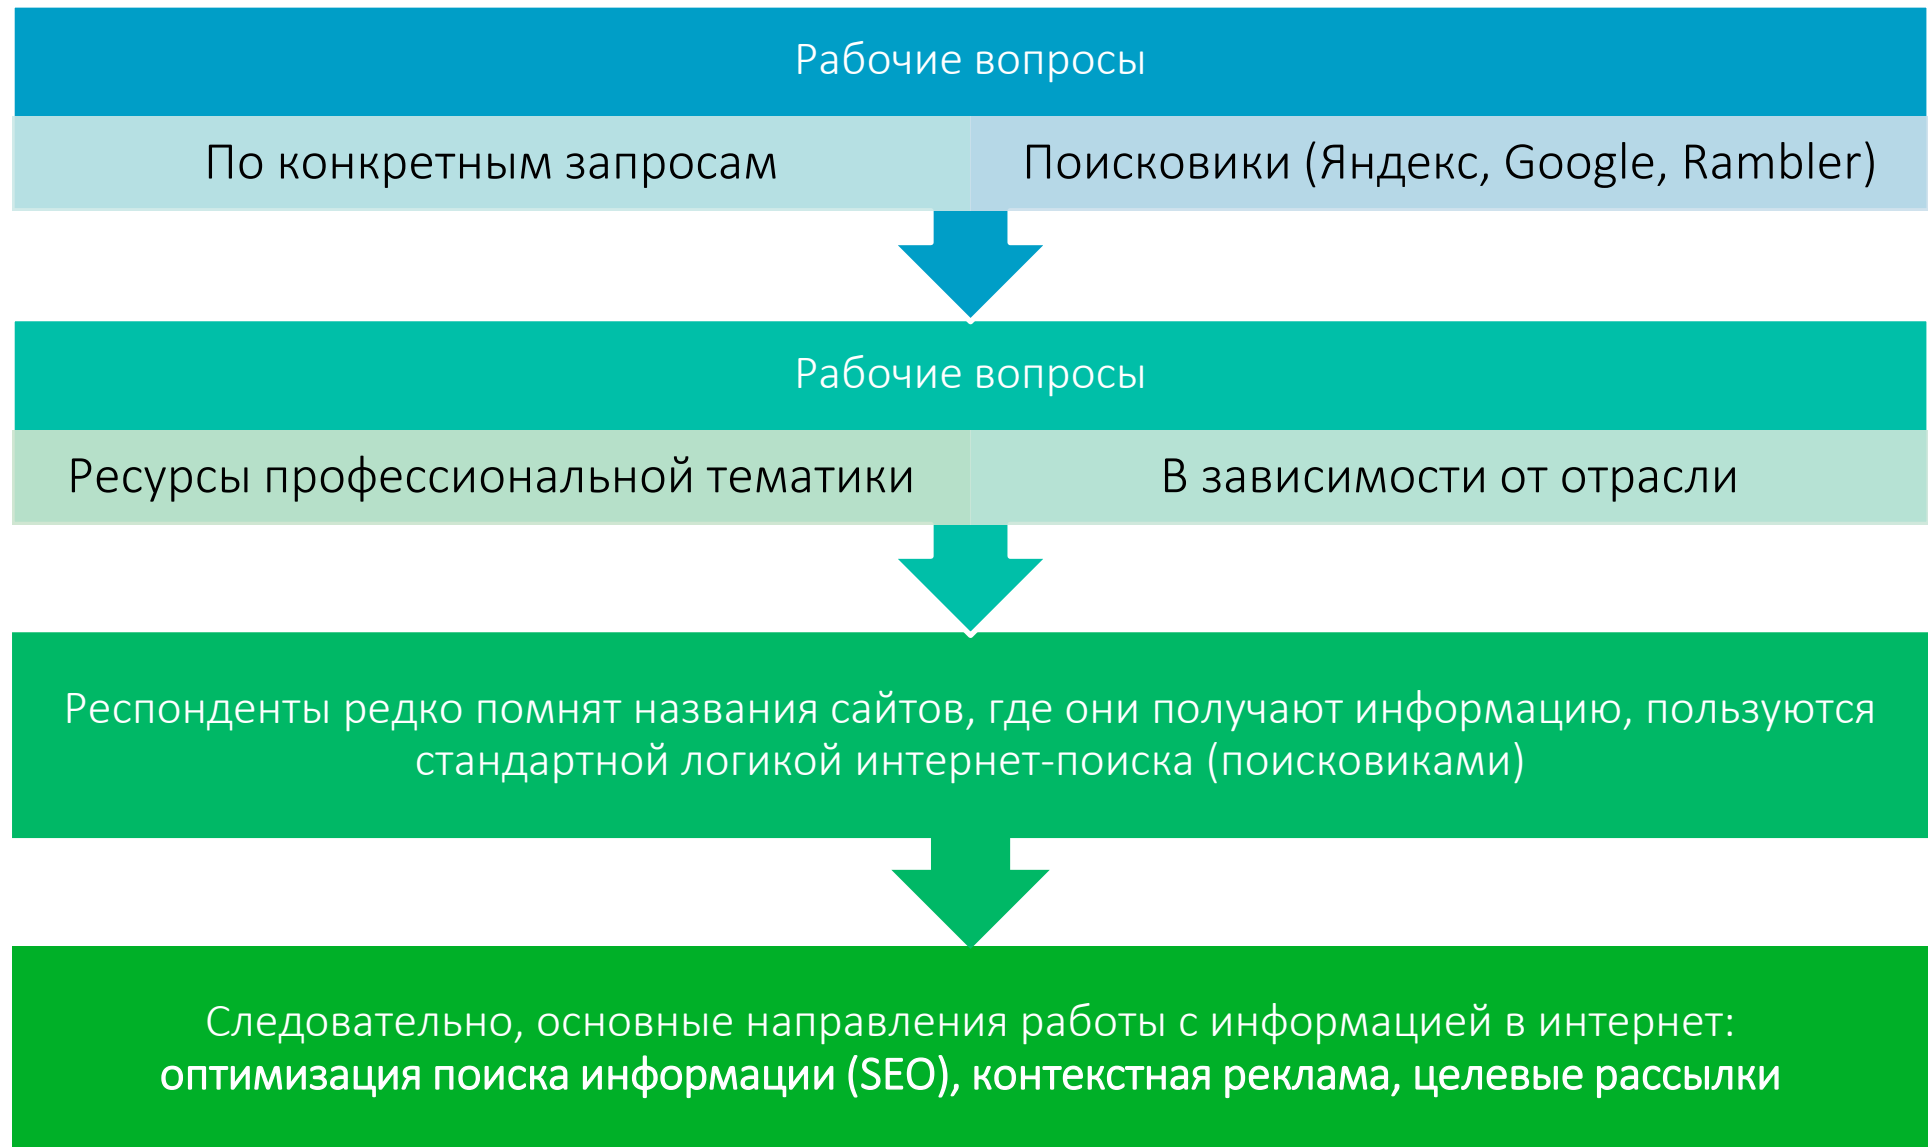 Рабочие вопросы
По конкретным запросам
Поисковики (Яндекс, Google, Rambler)
Рабочие вопросы
Ресурсы профессиональной тематики
В зависимости от отрасли
Респонденты редко помнят названия сайтов, где они получают информацию, пользуются
стандартной логикой интернет-поиска (поисковиками)
Следовательно, основные направления работы с информацией в интернет:
оптимизация поиска информации (SEO), контекстная реклама, целевые рассылки